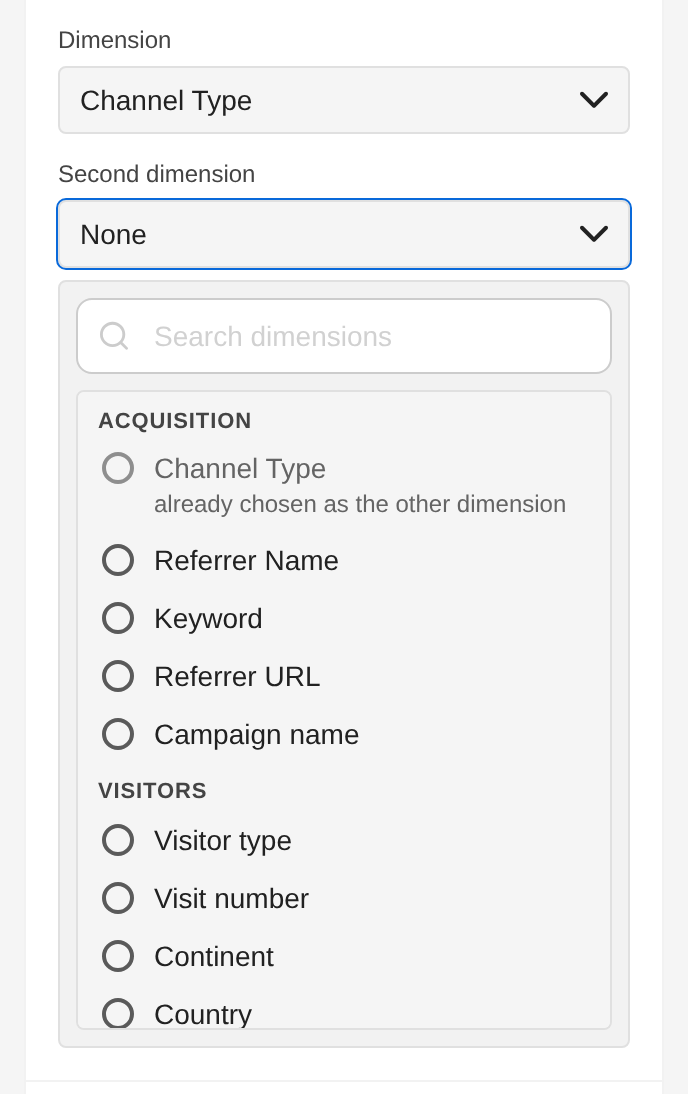 Dimension
Channel Type
Second dimension
None
Search dimensions
ACQUISITION
Channel Type
already chosen as the other dimension
Referrer Name
Keyword
Referrer URL
Campaign name
VISITORS
Visitor type
Visit number
Continent
Country